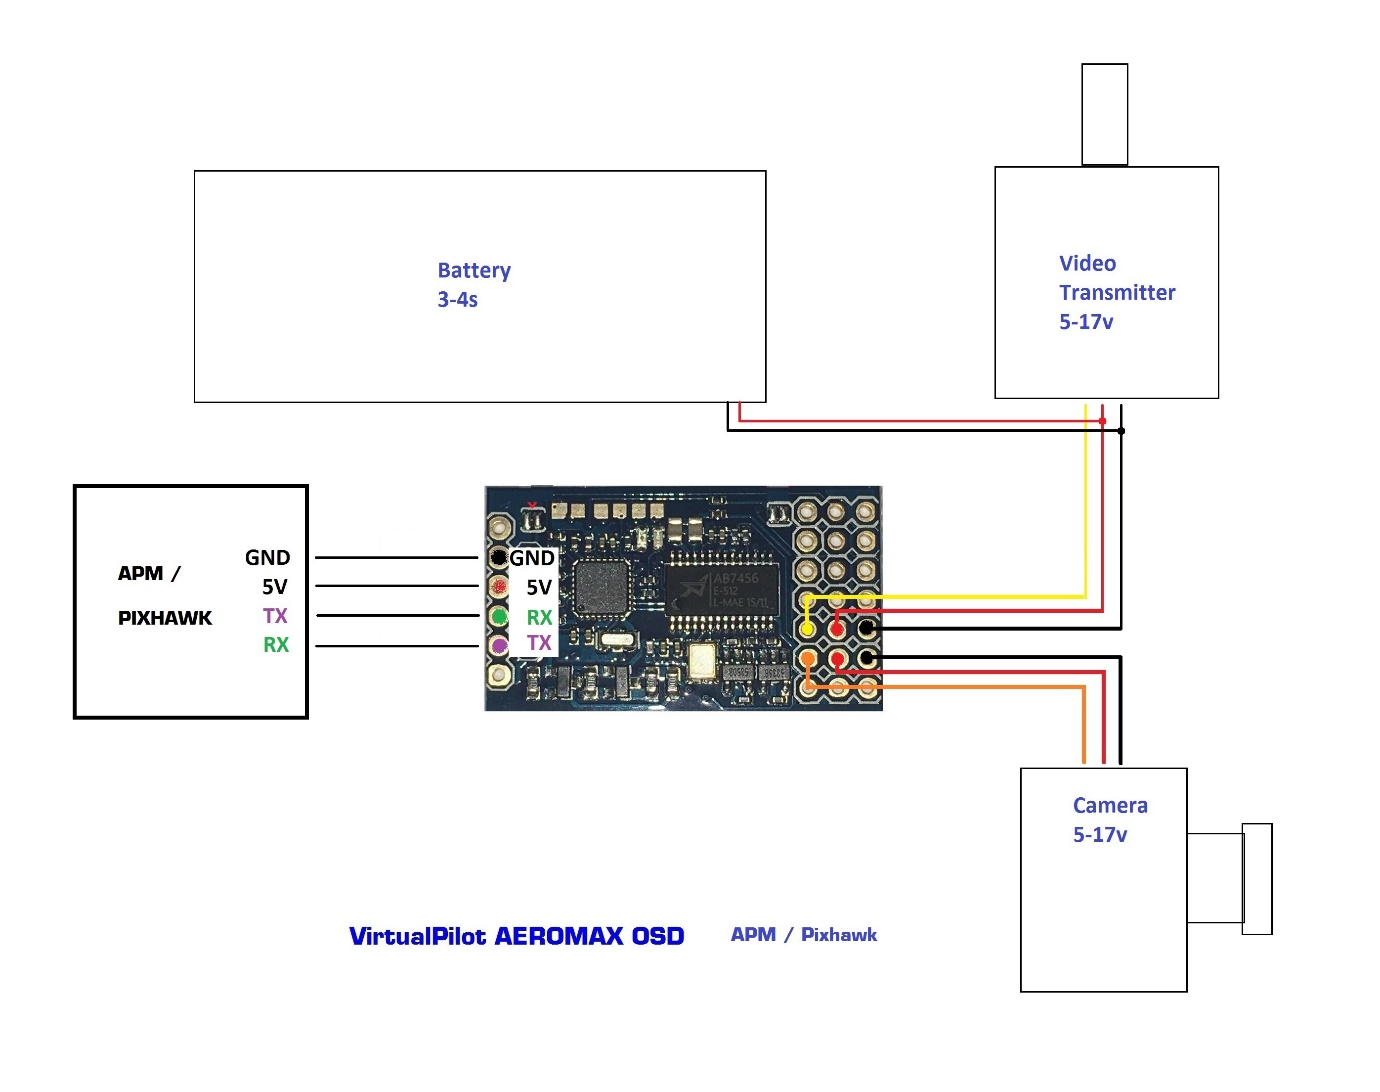 Battery
3-4s
Video
Transmitter
5-17v
APM /
PIXHAWK
GND
5V
TX
RX
GND
5V
RX
TX
AB7456
E-512
Camera
5-17v
VirtualPilot AEROMAX OSD
APM / Pixhawk